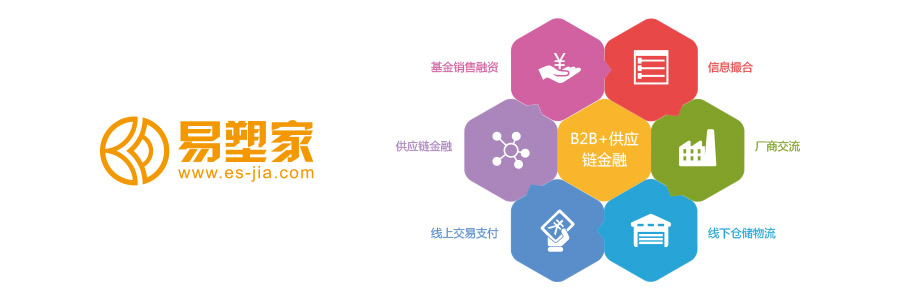 易塑家
www.es-jia.com
基金销售融资
¥
信息撮合
供应链金融
B2B+供应
链金融
厂商交流
线上交易支付
线下仓储物流